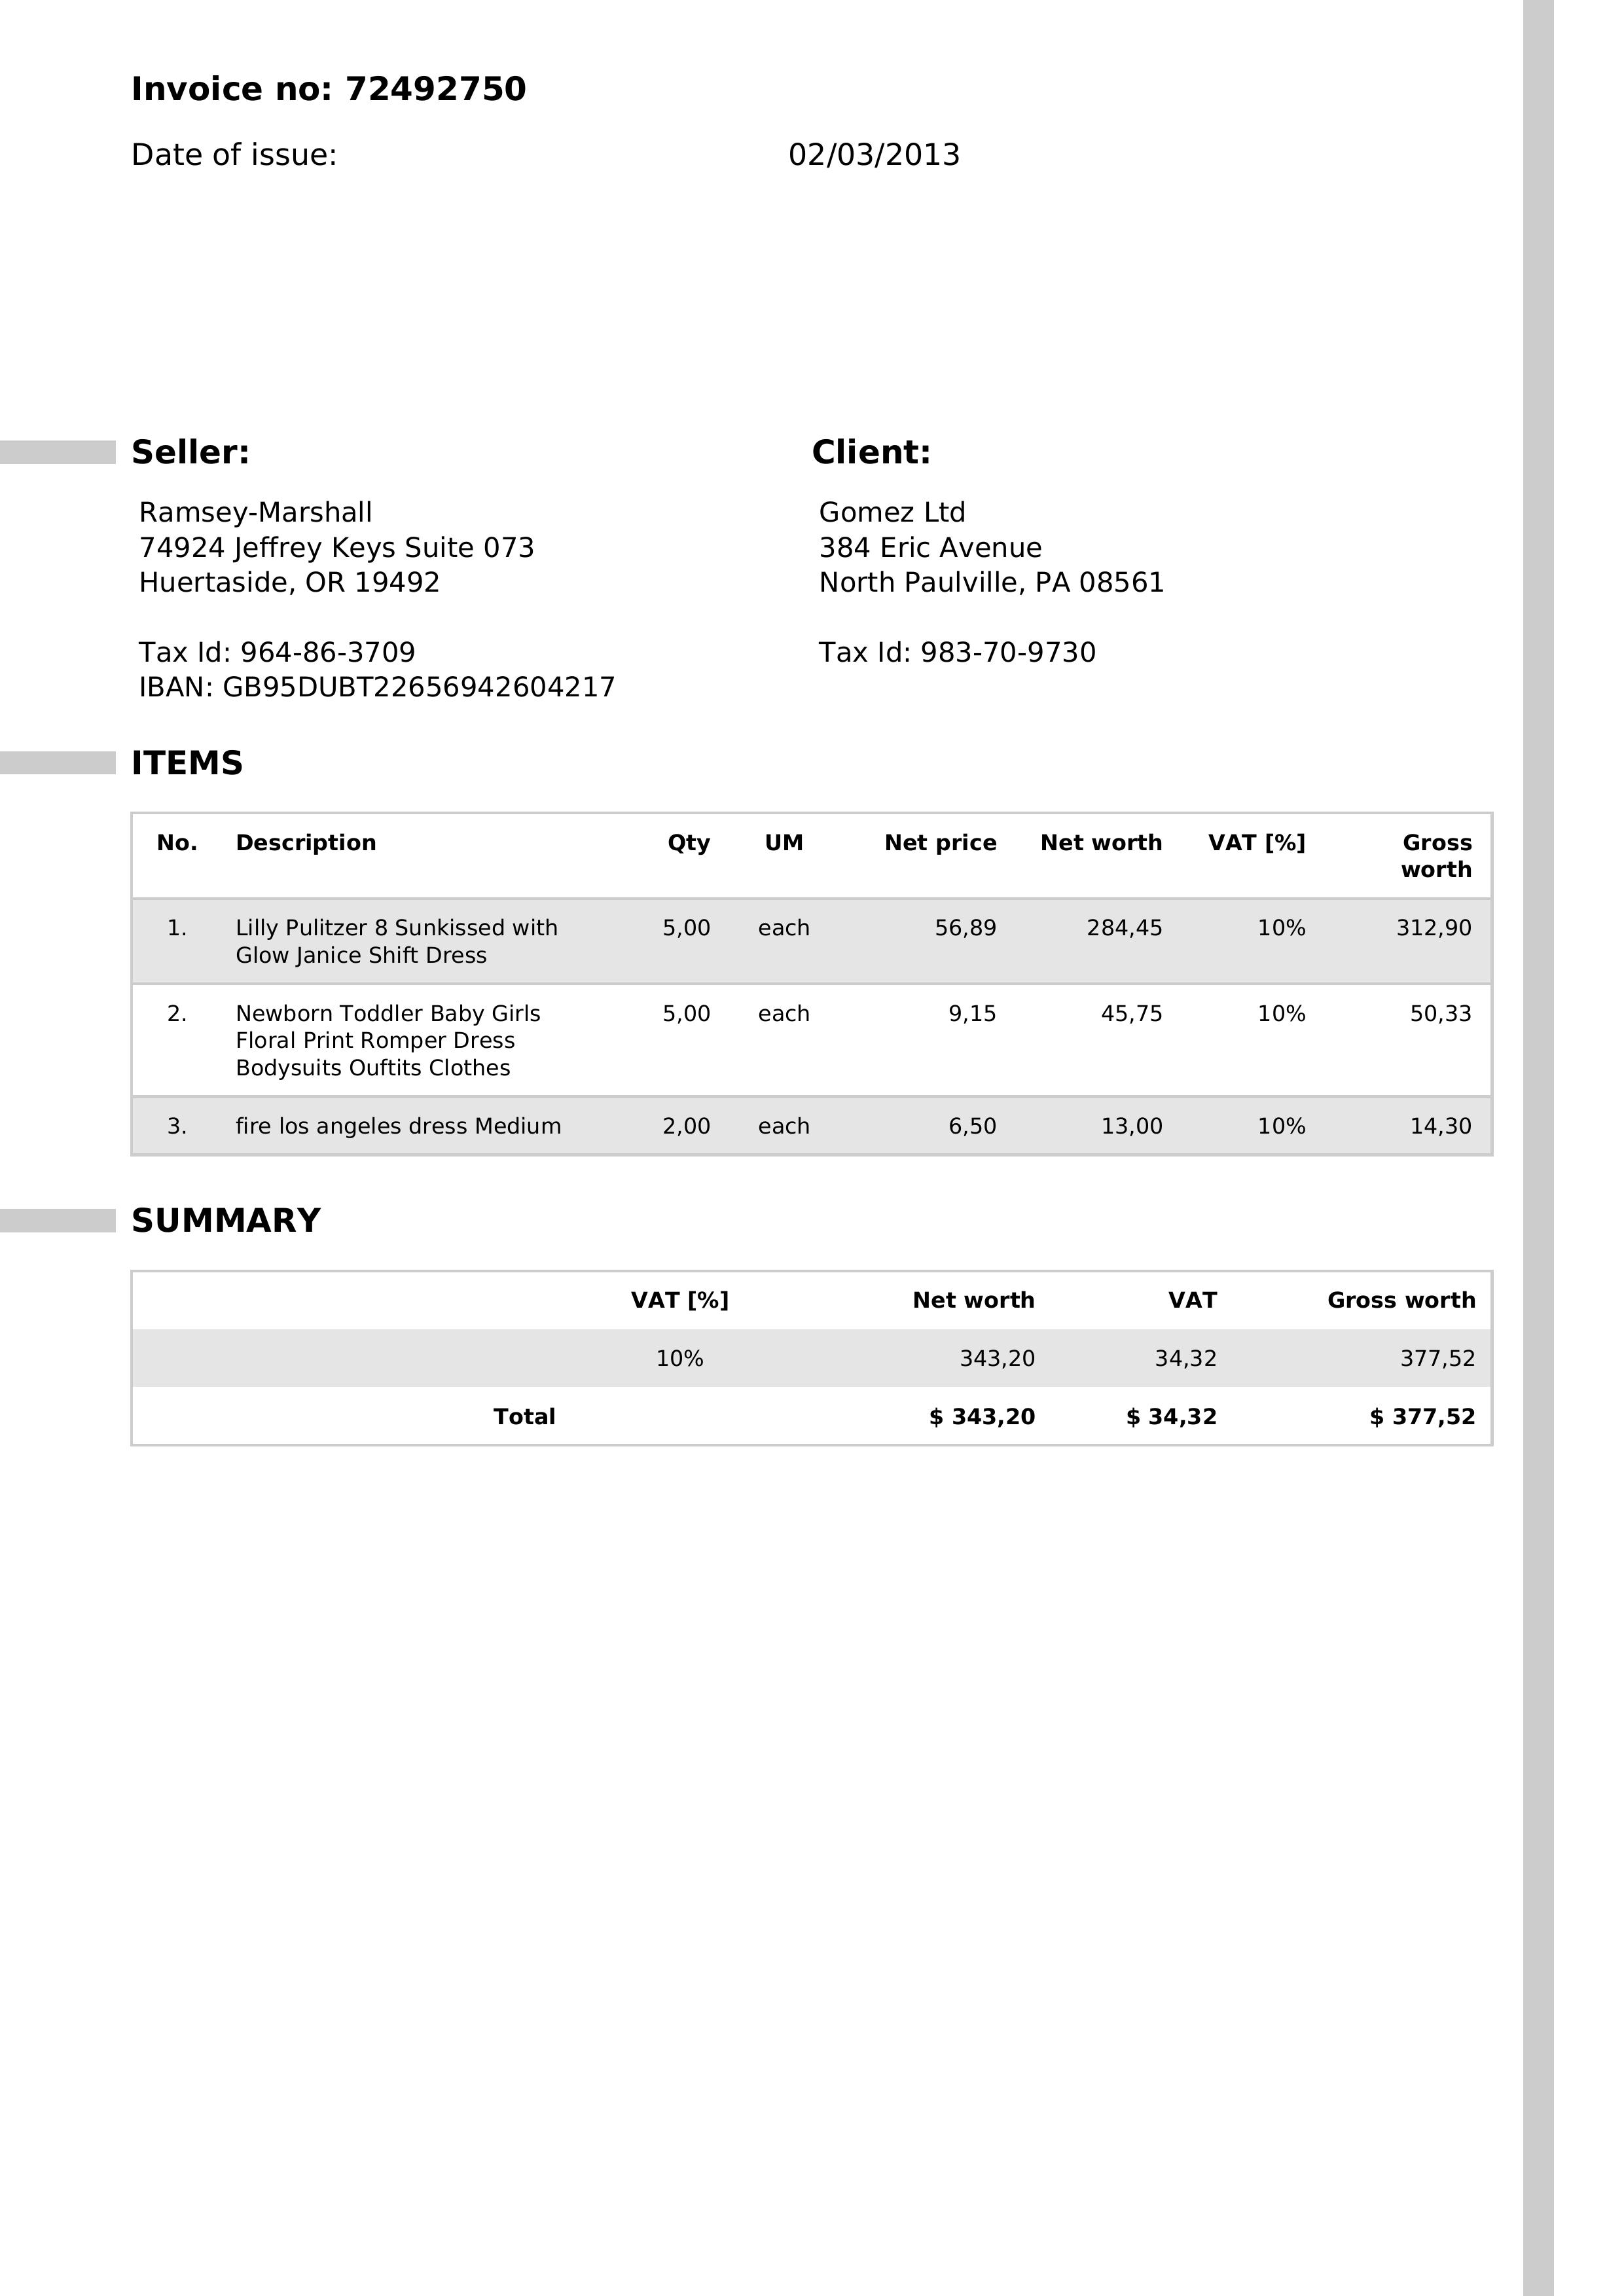 Invoice no: 72492750
Date of issue: 02/03/2013
Seller:
Ramsey-Marshall
74924 Jeffrey Keys Suite 073
Huertaside, OR 19492
Tax Id: 964-86-3709
IBAN: GB95DUBT22656942604217
Client:
Gomez Ltd
384 Eric Avenue
North Paulville, PA 08561
Tax Id: 983-70-9730
ITEMS
No. Description Qty UM Net price Net worth VAT [%] Gross
worth
1. Lilly Pulitzer 8 Sunkissed with 5,00 each 56,89 284,45 10% 312,90
Glow Janice Shift Dress
2. Newborn Toddler Baby Girls 5,00 each 9,15 45,75 10% 50,33
Floral Print Romper Dress
Bodysuits Ouftits Clothes
3. fire los angeles dress Medium 2,00 each 6,50 13,00 10% 14,30
SUMMARY
VAT [%] Net worth VAT Gross worth
10% 343,20 34,32 377,52
Total $ 343,20 $ 34,32 $ 377,52